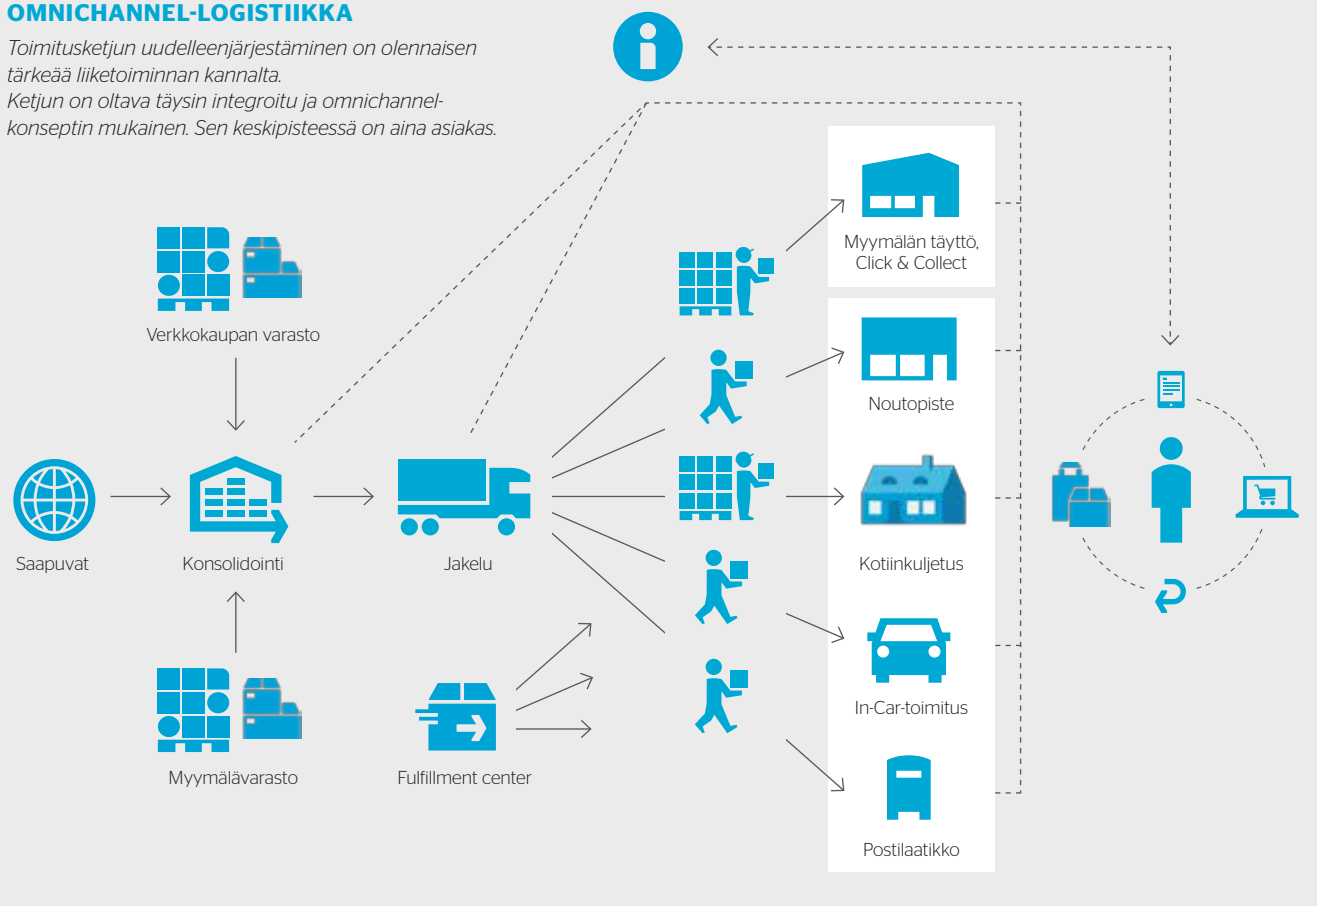 OMNICHANNEL-LOGISTIIKKA
Toimitusketjun uudelleenjärjestäminen on olennaisen
tärkeää liiketoiminnan kannalta.
Ketjun on oltava täysin integroitu ja omnichannel-
konseptin mukainen. Sen keskipisteessä on aina asiakas.
Myymälän täyttö,
Click & Collect
Verkkokaupan varasto
Noutopiste
Saapuvat
Konsolidointi
Jakelu
Kotiinkuljetus
In-Car-toimitus
Myymälävarasto
Fulfillment center
Postilaatikko